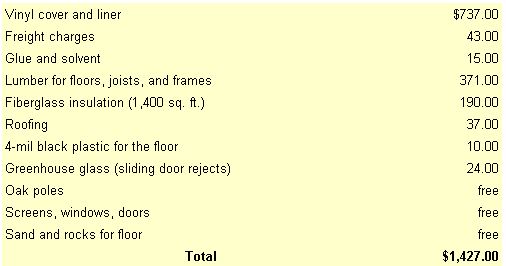 Vinyl cover and liner $737.00
Freight charges 43.00
Glue and solvent 15.00
Lumber for floors, joists, and frames 371.00
Fiberglass insulation (1,400 sq. ft.) 190.00
Roofing 37.00
4-mil black plastic for the floor 10.00
Greenhouse glass (sliding door rejects) 24.00
Oak poles free
Screens, windows, doors free
Sand and rocks for floor free
Total $1,427.00